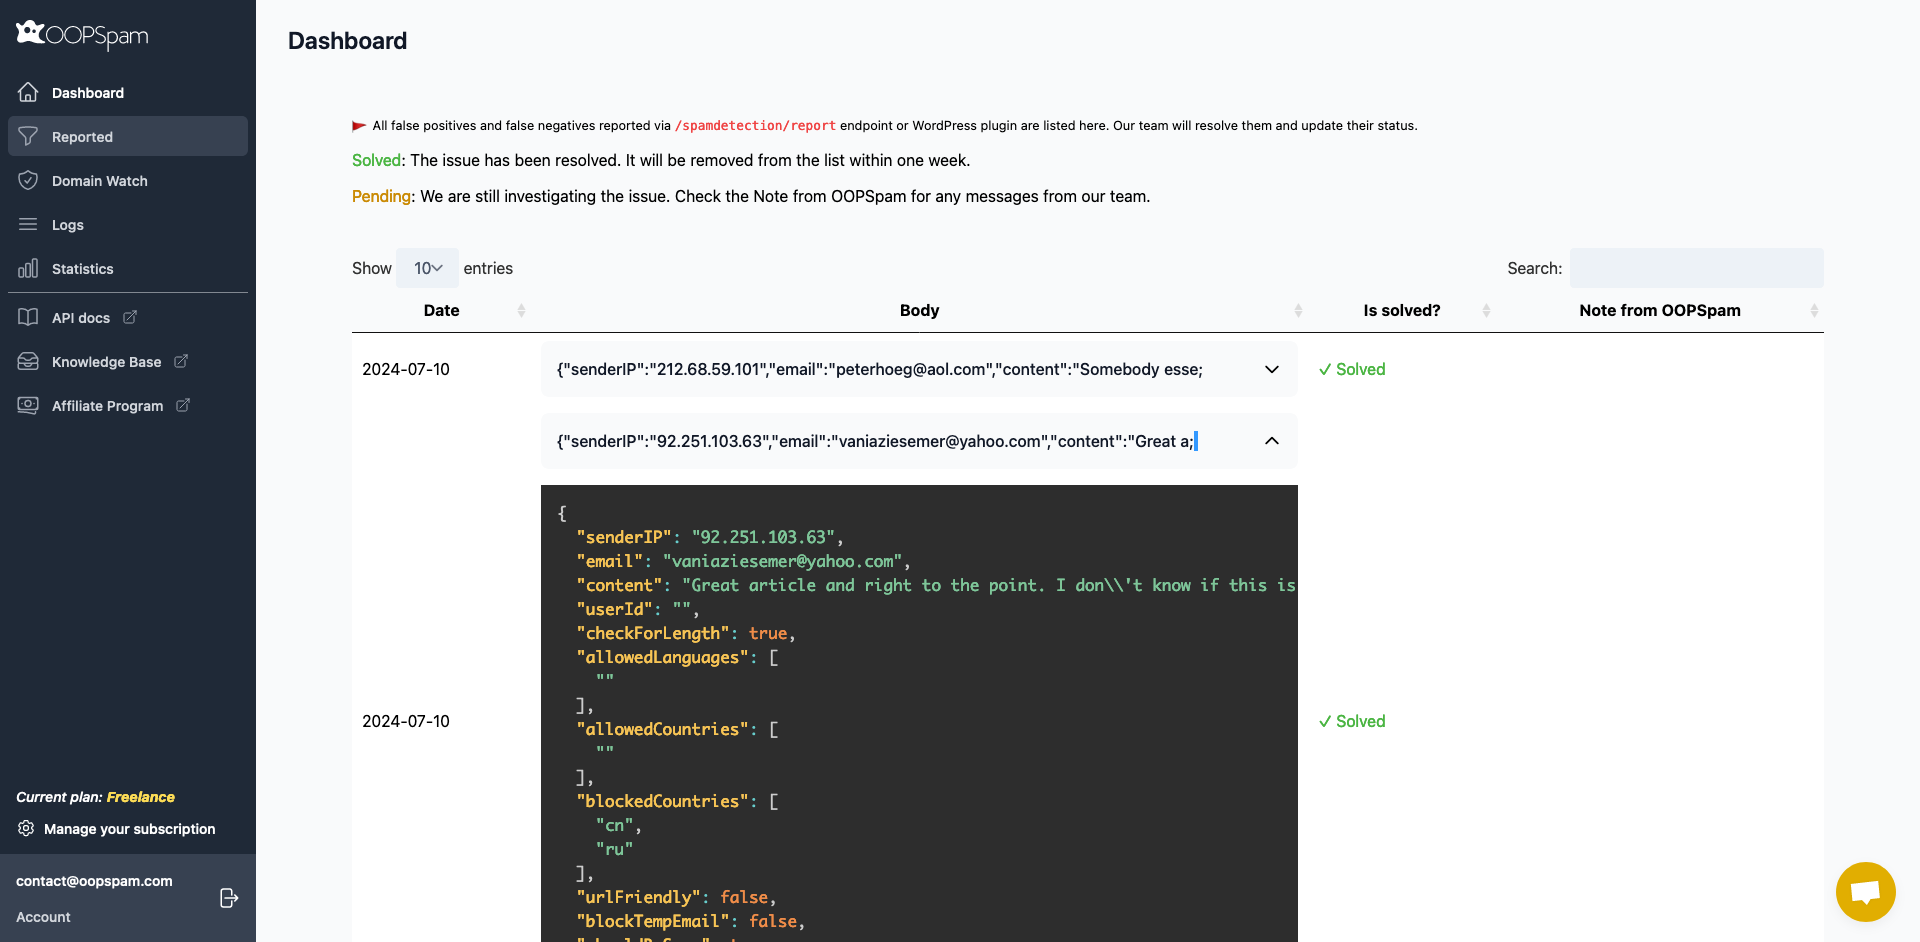 OOPSpam
Dashboard
Reported
Domain Watch
Logs
Statistics
API docs
Knowledge Base
Affiliate Program
Current plan: Freelance
Manage your subscription
contact@oopspam.com
Account
Dashboard
All false positives and false negatives reported via /spamdetection/report endpoint or WordPress plugin are listed here. Our team will resolve them and update their status.
Solved: The issue has been resolved. It will be removed from the list within one week.
Pending: We are still investigating the issue. Check the Note from OOPSpam for any messages from our team.
Show 10 entries
Search:
Date Body Is solved? Note from OOPSpam
2024-07-10 {"senderIP":"212.68.59.101","email":"peterhoeg@aol.com","content":"Somebody esse; ✓ Solved
{"senderIP":"92.251.103.63","email":"vaniaziesemer@yahoo.com","content":"Great a;
{
"senderIP": "92.251.103.63",
"email": "vaniaziesemer@yahoo.com",
"content": "Great article and right to the point. I don\\'t know if this is
"userId": "",
"checkForLength": true,
"allowedLanguages": [
""
],
2024-07-10 ✓ Solved
"allowedCountries": [
""
],
"blockedCountries": [
"cn",
"ru"
],
"urlFriendly": false,
"blockTempEmail": false,